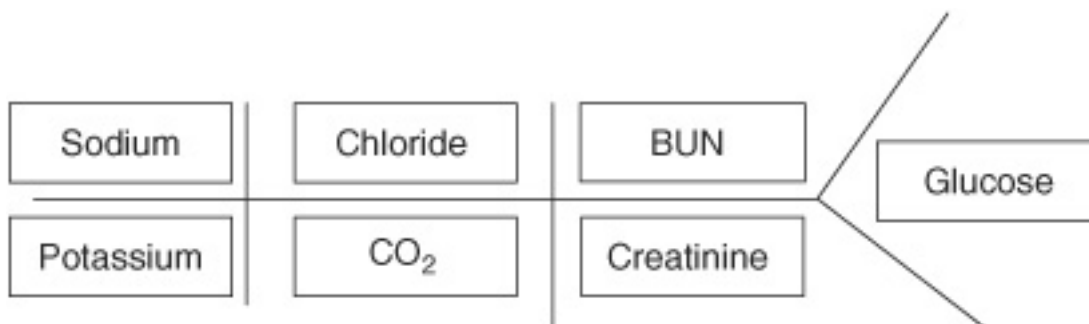 Sodium
Chloride
BUN
Glucose
Potassium
CO₂
Creatinine